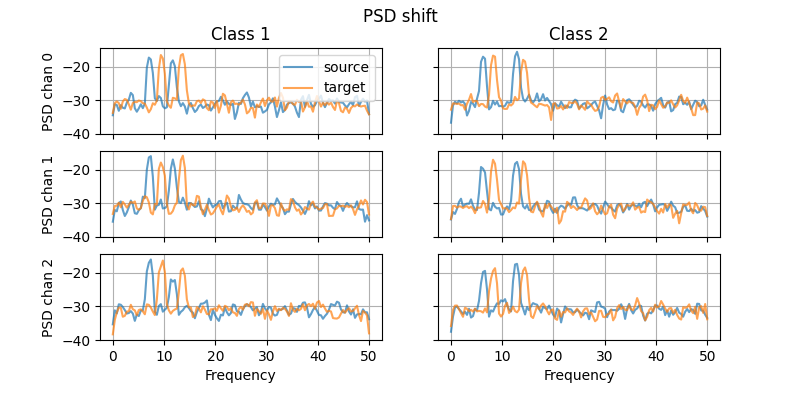 PSD shift
Class 1
Class 2
PSD chan 0
−20
−30
−40
source
target
PSD chan 1
−20
−30
−40
PSD chan 2
−20
−30
−40
0 10 20 30 40 50
0 10 20 30 40 50
Frequency
Frequency